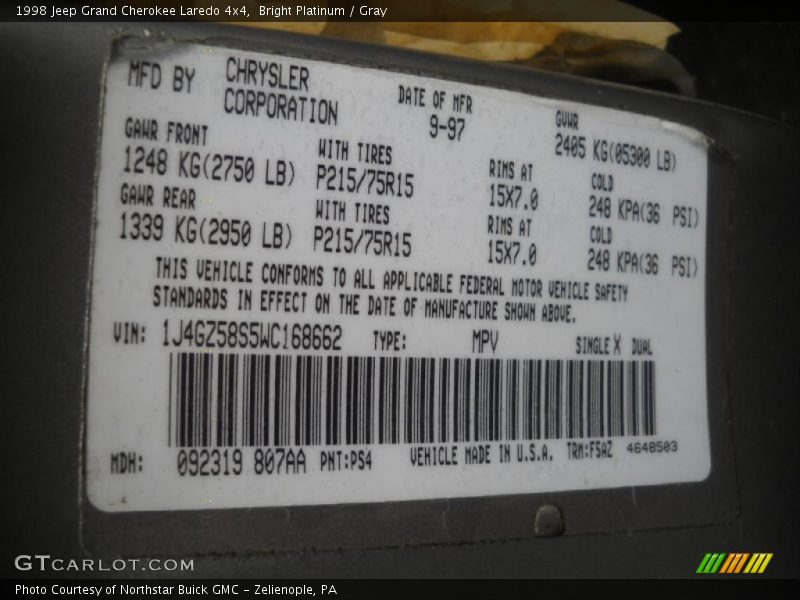 1998 Jeep Grand Cherokee Laredo 4x4,  Bright Platinum / Gray
MFD BY CHRYSLER CORPORATION
DATE OF MFR 9-97
GVWR 2405 KG(05300 LB)
GAWR FRONT 1248 KG(2750 LB)
WITH TIRES P215/75R15
RIMS AT 15X7.0
COLD 248 KPA(36 PSI)
GAWR REAR 1339 KG(2950 LB)
WITH TIRES P215/75R15
RIMS AT 15X7.0
COLD 248 KPA(36 PSI)
THIS VEHICLE CONFORMS TO ALL APPLICABLE FEDERAL MOTOR VEHICLE SAFETY
STANDARDS IN EFFECT ON THE DATE OF MANUFACTURE SHOWN ABOVE.
VIN: 1J4GZ58S5WC168662 TYPE: MPV SINGLE X DUAL
MDH: 092319 807AA PNT:PS4 VEHICLE MADE IN U.S.A. TRM:F5AZ 4648503
GTCARLOT.COM
Photo Courtesy of Northstar Buick GMC - Zelienople, PA